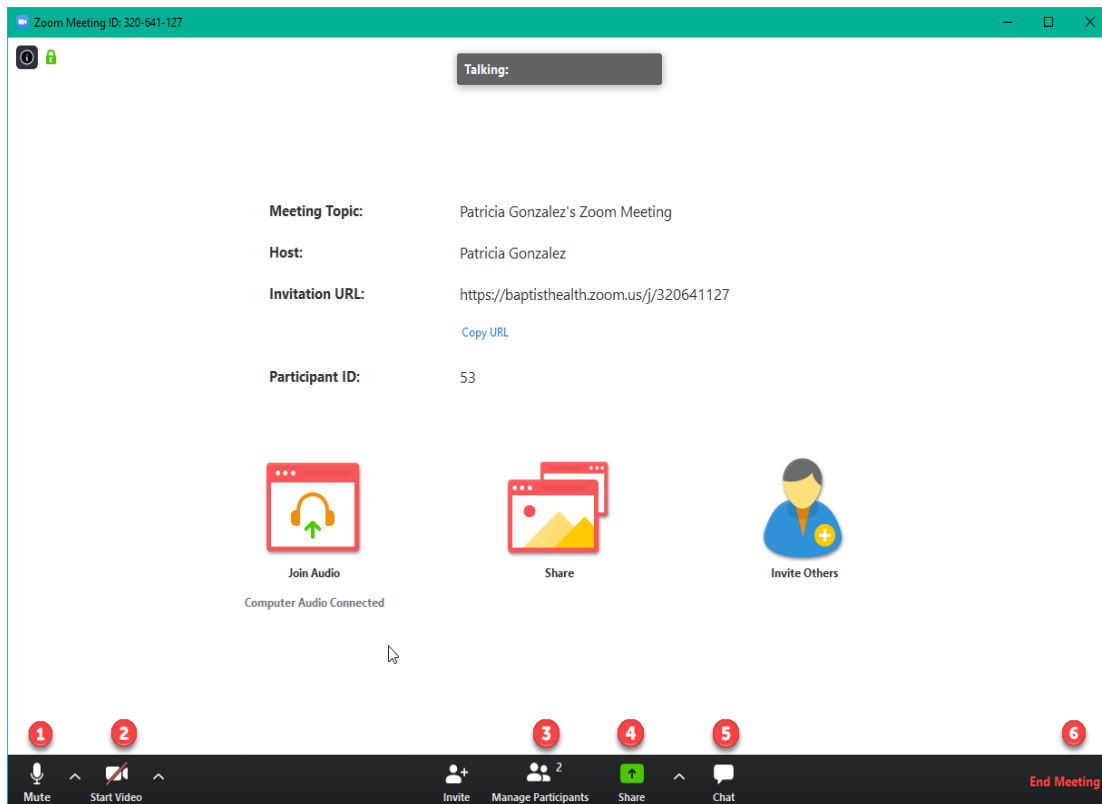 Zoom Meeting ID: 320-641-127
Talking:
Meeting Topic: Patricia Gonzalez's Zoom Meeting
Host: Patricia Gonzalez
Invitation URL: https://baptisthealth.zoom.us/j/320641127
Copy URL
Participant ID: 53
Join Audio Share Invite Others
Computer Audio Connected
1 2 3 4 5 6
2
End Meeting
Mute Start Video Invite Manage Participants Share Chat